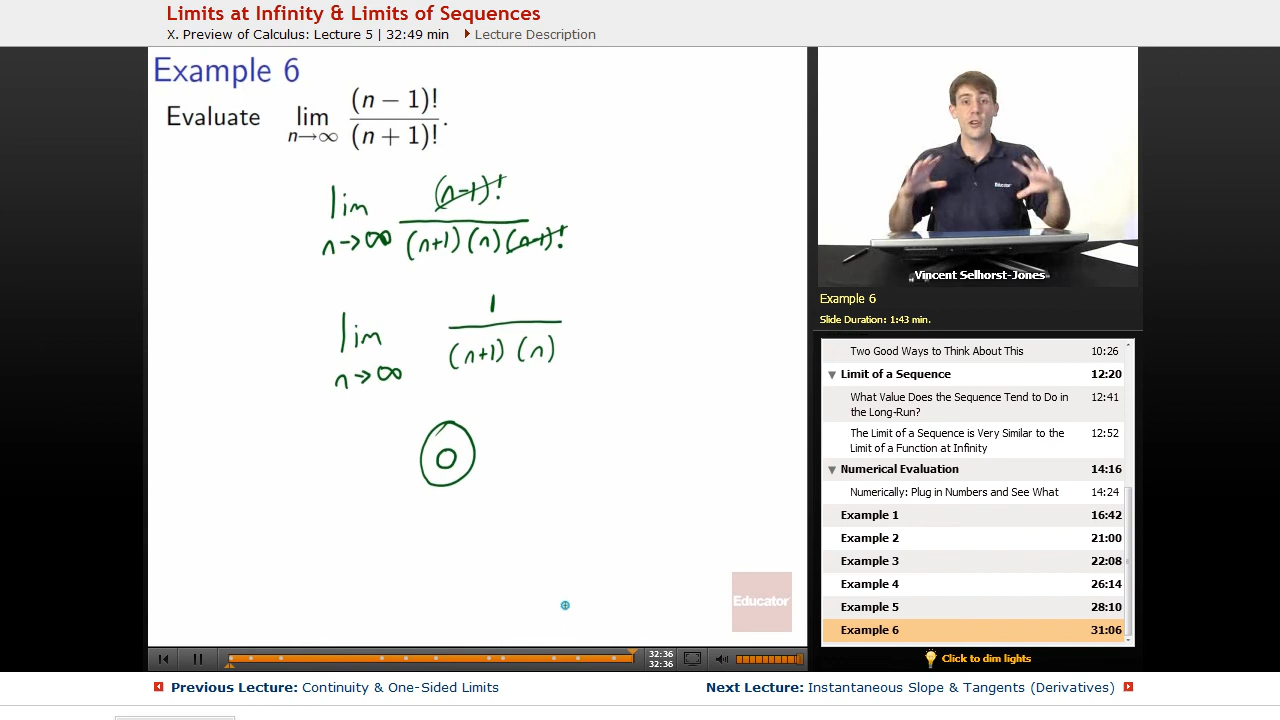 Limits at Infinity & Limits of Sequences
X. Preview of Calculus: Lecture 5 | 32:49 min
Lecture Description
Example 6
Evaluate lim n→∞ (n − 1)! / (n + 1)! .
lim n→∞ (n-1)! / (n+1)(n)(n-1)!
lim n→∞ 1 / (n+1)(n)
0
Educator
Educator
Vincent Selhorst-Jones
Example 6
Slide Duration: 1:43 min.
Two Good Ways to Think About This 10:26
Limit of a Sequence 12:20
What Value Does the Sequence Tend to Do in
the Long-Run? 12:41
The Limit of a Sequence is Very Similar to the
Limit of a Function at Infinity 12:52
Numerical Evaluation 14:16
Numerically: Plug in Numbers and See What 14:24
Example 1 16:42
Example 2 21:00
Example 3 22:08
Example 4 26:14
Example 5 28:10
Example 6 31:06
32:36
32:36
Click to dim lights
Previous Lecture: Continuity & One-Sided Limits
Next Lecture: Instantaneous Slope & Tangents (Derivatives)